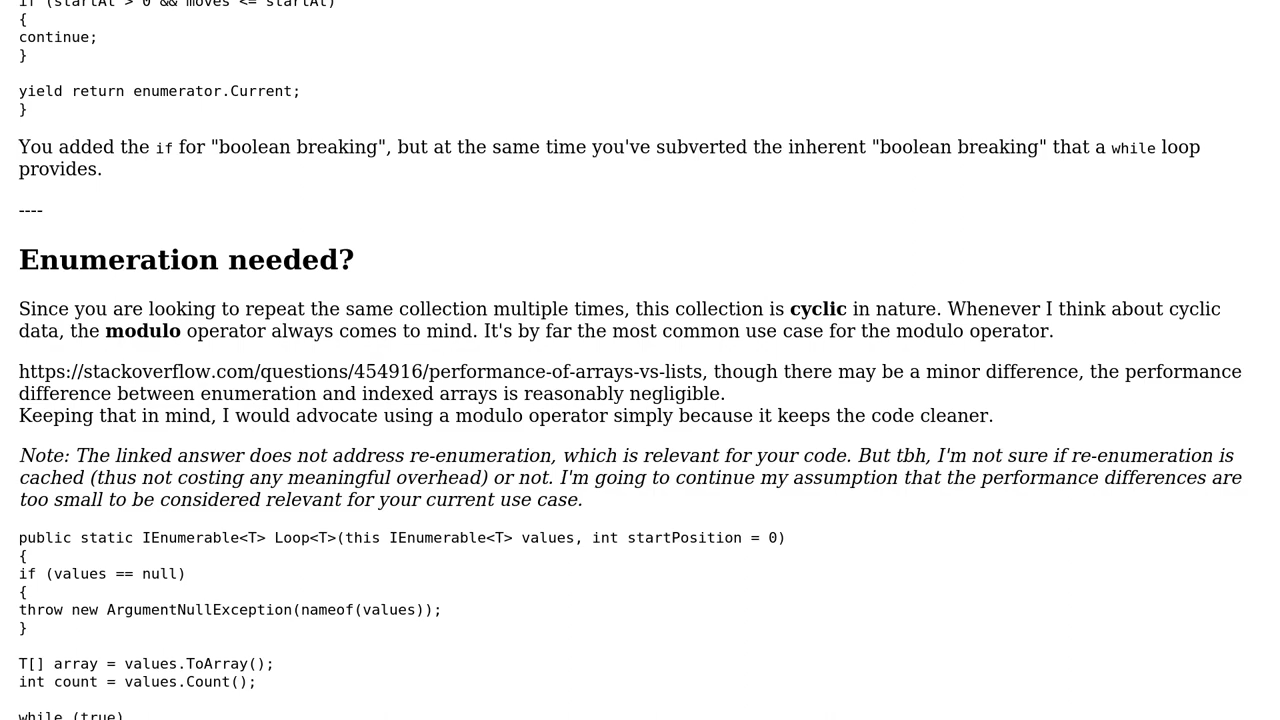 if (startAt > 0 && moves <= startAt)
{
continue;
}
yield return enumerator.Current;
}
You added the if for "boolean breaking", but at the same time you've subverted the inherent "boolean breaking" that a while loop
provides.
----
Enumeration needed?
Since you are looking to repeat the same collection multiple times, this collection is cyclic in nature. Whenever I think about cyclic
data, the modulo operator always comes to mind. It's by far the most common use case for the modulo operator.
https://stackoverflow.com/questions/454916/performance-of-arrays-vs-lists, though there may be a minor difference, the performance
difference between enumeration and indexed arrays is reasonably negligible.
Keeping that in mind, I would advocate using a modulo operator simply because it keeps the code cleaner.
Note: The linked answer does not address re-enumeration, which is relevant for your code. But tbh, I'm not sure if re-enumeration is
cached (thus not costing any meaningful overhead) or not. I'm going to continue my assumption that the performance differences are
too small to be considered relevant for your current use case.
public static IEnumerable<T> Loop<T>(this IEnumerable<T> values, int startPosition = 0)
{
if (values == null)
{
throw new ArgumentNullException(nameof(values));
}
T[] array = values.ToArray();
int count = values.Count();
while (true)